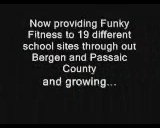 Now providing Funky
Fitness to 19 different
school sites through out
Bergen and Passaic
County
and growing...